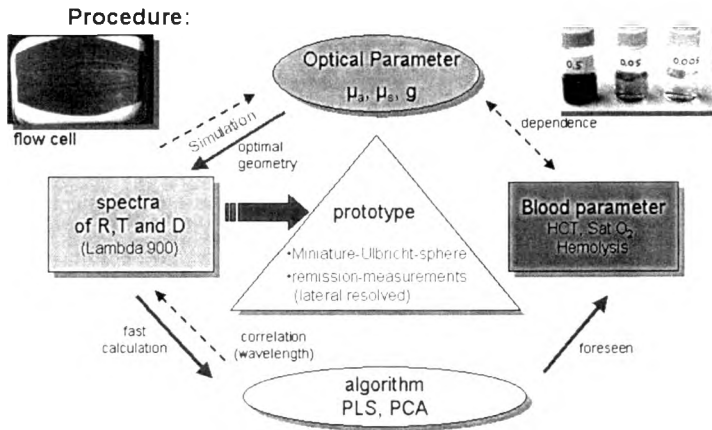 Procedure:
flow cell
Optical Parameter
μa, μs, g
0.5
0.05
0.005
Simulation
optimal
geometry
dependence
spectra
of R,T and D
(Lambda 900)
prototype
•Miniature-Ulbricht-sphere
•remission-measurements
(lateral resolved)
Blood parameter
HCT, Sat O2
Hemolysis
fast
calculation
correlation
(wavelength)
foreseen
algorithm
PLS, PCA